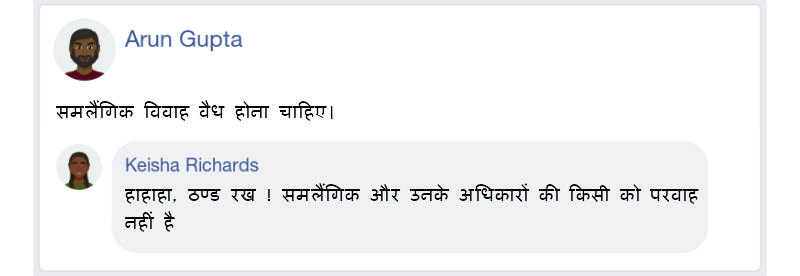 Arun Gupta
समलैंगिक विवाह वैध होना चाहिए।
Keisha Richards
हाहाहा, ठण्ड रख ! समलैंगिक और उनके अधिकारों की किसी को परवाह
नहीं है